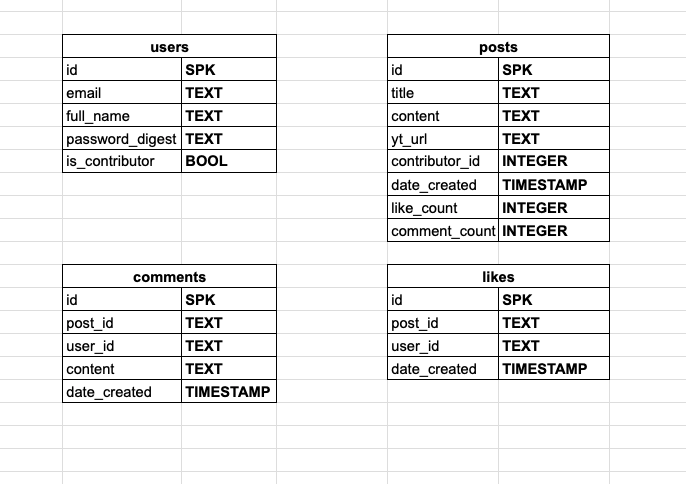 users
id SPK
email TEXT
full_name TEXT
password_digest TEXT
is_contributor BOOL
posts
id SPK
title TEXT
content TEXT
yt_url TEXT
contributor_id INTEGER
date_created TIMESTAMP
like_count INTEGER
comment_count INTEGER
comments
id SPK
post_id TEXT
user_id TEXT
content TEXT
date_created TIMESTAMP
likes
id SPK
post_id TEXT
user_id TEXT
date_created TIMESTAMP